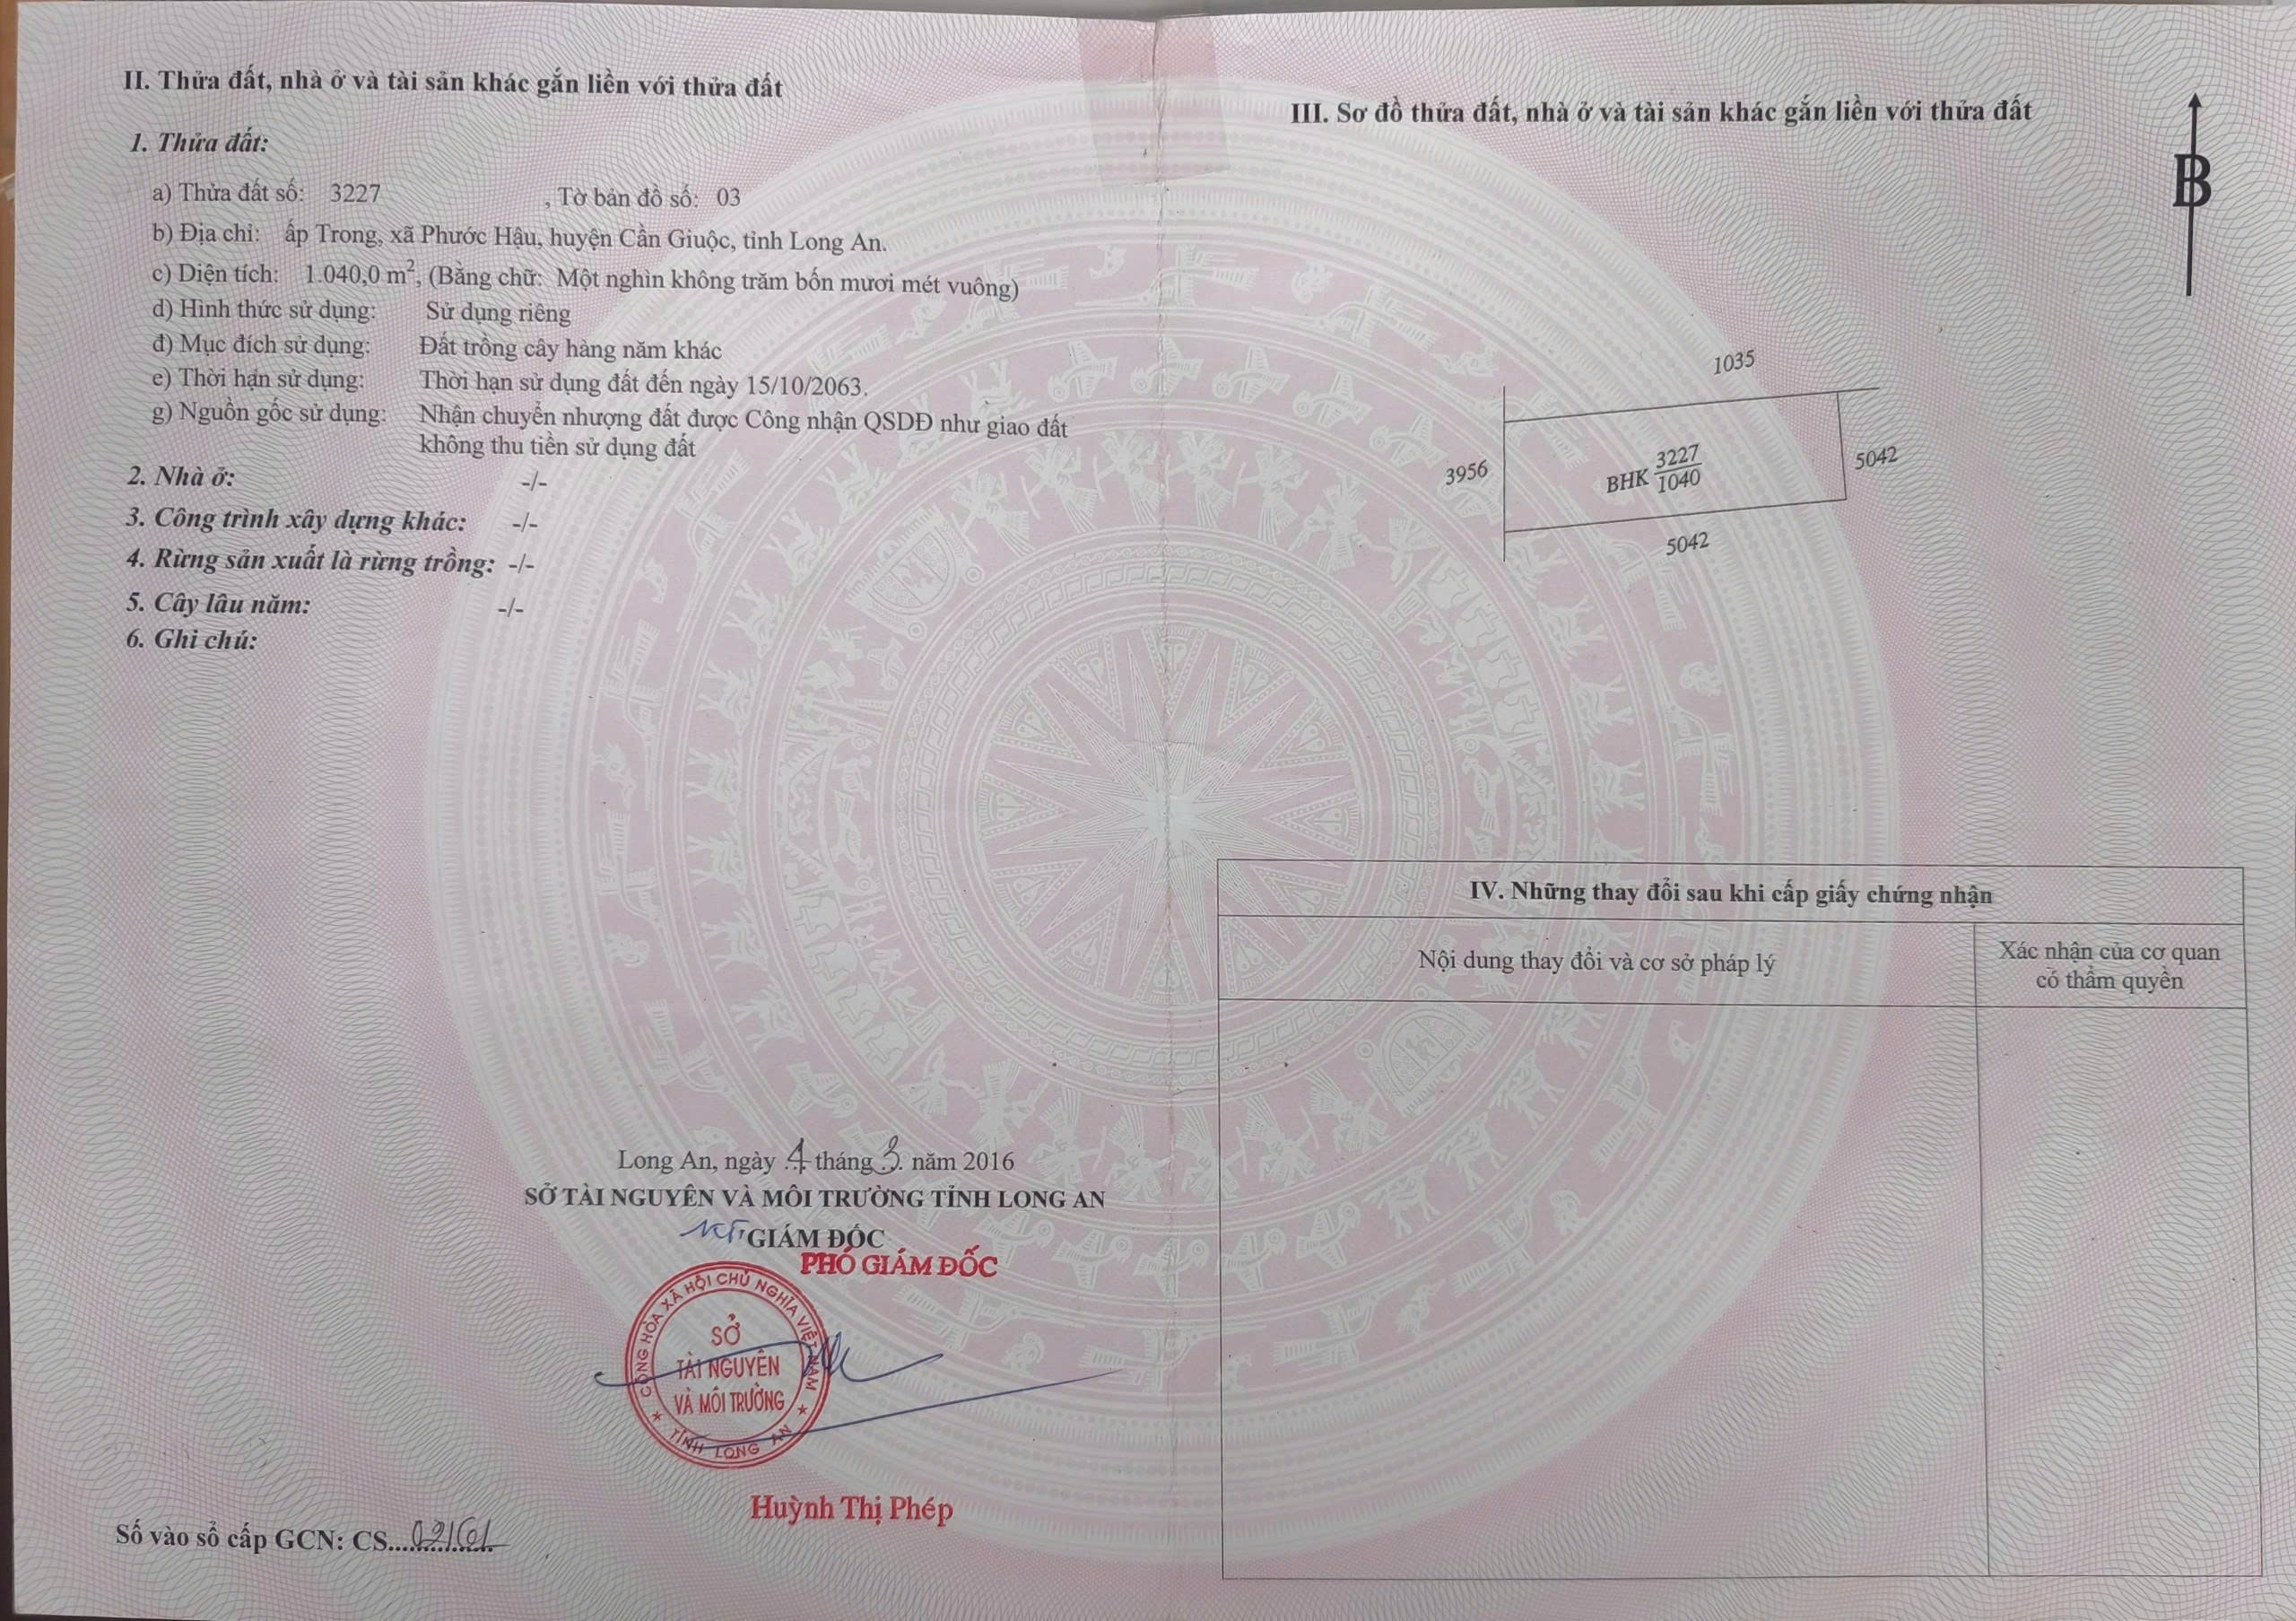 II. Thửa đất, nhà ở và tài sản khác gắn liền với thửa đất
1. Thửa đất:
a) Thửa đất số: 3227 , Tờ bản đồ số: 03
b) Địa chỉ: ấp Trong, xã Phước Hậu, huyện Cần Giuộc, tỉnh Long An.
c) Diện tích: 1.040,0 m², (Bằng chữ: Một nghìn không trăm bốn mươi mét vuông)
d) Hình thức sử dụng: Sử dụng riêng
đ) Mục đích sử dụng: Đất trồng cây hàng năm khác
e) Thời hạn sử dụng: Thời hạn sử dụng đất đến ngày 15/10/2063.
g) Nguồn gốc sử dụng: Nhận chuyển nhượng đất được Công nhận QSDĐ như giao đất
không thu tiền sử dụng đất
2. Nhà ở: -/-
3. Công trình xây dựng khác: -/-
4. Rừng sản xuất là rừng trồng: -/-
5. Cây lâu năm: -/-
6. Ghi chú:
Long An, ngày 4 tháng 3 năm 2016
SỞ TÀI NGUYÊN VÀ MÔI TRƯỜNG TỈNH LONG AN
KT. GIÁM ĐỐC
PHÓ GIÁM ĐỐC
CỘNG HÒA XÃ HỘI CHỦ NGHĨA VIỆT NAM
SỞ
TÀI NGUYÊN
VÀ MÔI TRƯỜNG
TỈNH LONG AN
Huỳnh Thị Phép
Số vào sổ cấp GCN: CS
III. Sơ đồ thửa đất, nhà ở và tài sản khác gắn liền với thửa đất
B
1035
3956
BHK 3227
1040
5042
5042
IV. Những thay đổi sau khi cấp giấy chứng nhận
Nội dung thay đổi và cơ sở pháp lý
Xác nhận của cơ quan
có thẩm quyền